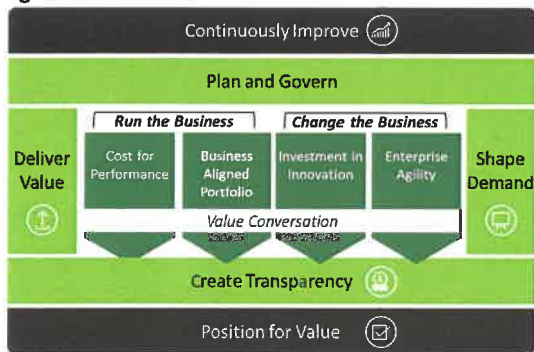 Continuously Improve
Plan and Govern
Run the Business
Change the Business
Deliver
Value
Cost for
Performance
Business
Aligned
Portfolio
Investment in
Innovation
Enterprise
Agility
Shape
Demand
Value Conversation
Create Transparency
Position for Value